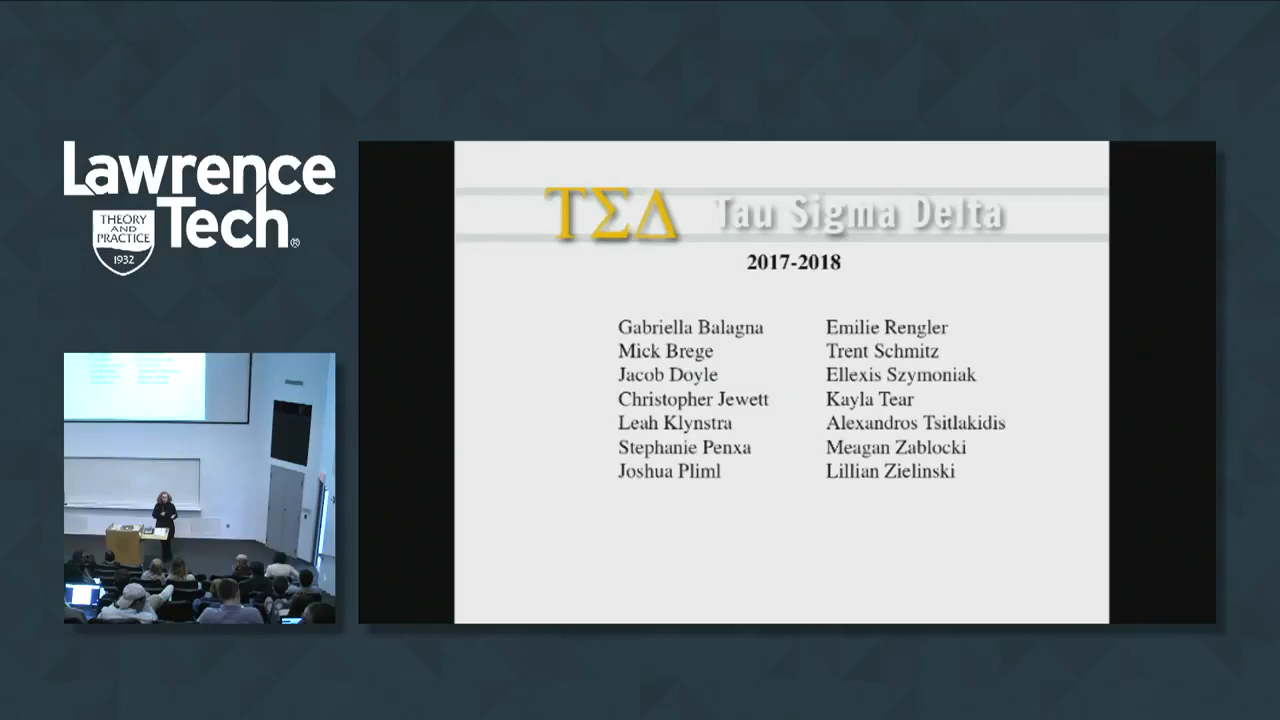 Lawrence
Tech®
THEORY
AND
PRACTICE
1932
ΤΣΔ Tau Sigma Delta
2017-2018
Gabriella Balagna
Mick Brege
Jacob Doyle
Christopher Jewett
Leah Klynstra
Stephanie Penxa
Joshua Pliml
Emilie Rengler
Trent Schmitz
Ellexis Szymoniak
Kayla Tear
Alexandros Tsitlakidis
Meagan Zablocki
Lillian Zielinski